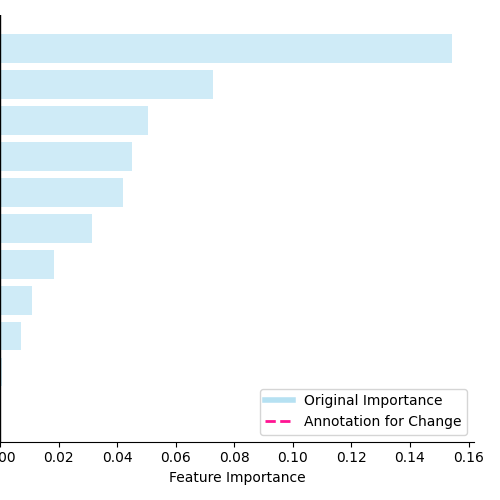 Original Importance
Annotation for Change
00 0.02 0.04 0.06 0.08 0.10 0.12 0.14 0.16
Feature Importance